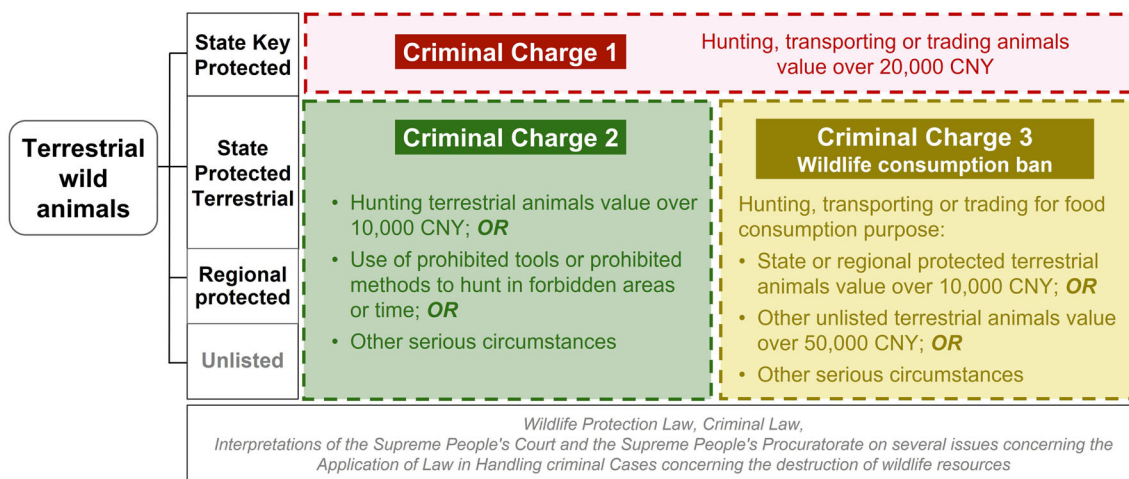 Terrestrial
wild
animals
State Key
Protected
State
Protected
Terrestrial
Regional
protected
Unlisted
Criminal Charge 1
Hunting, transporting or trading animals
value over 20,000 CNY
Criminal Charge 2
• Hunting terrestrial animals value over
10,000 CNY; OR
• Use of prohibited tools or prohibited
methods to hunt in forbidden areas
or time; OR
• Other serious circumstances
Criminal Charge 3
Wildlife consumption ban
Hunting, transporting or trading for food
consumption purpose:
• State or regional protected terrestrial
animals value over 10,000 CNY; OR
• Other unlisted terrestrial animals value
over 50,000 CNY; OR
• Other serious circumstances
Wildlife Protection Law, Criminal Law,
Interpretations of the Supreme People's Court and the Supreme People's Procuratorate on several issues concerning the
Application of Law in Handling criminal Cases concerning the destruction of wildlife resources